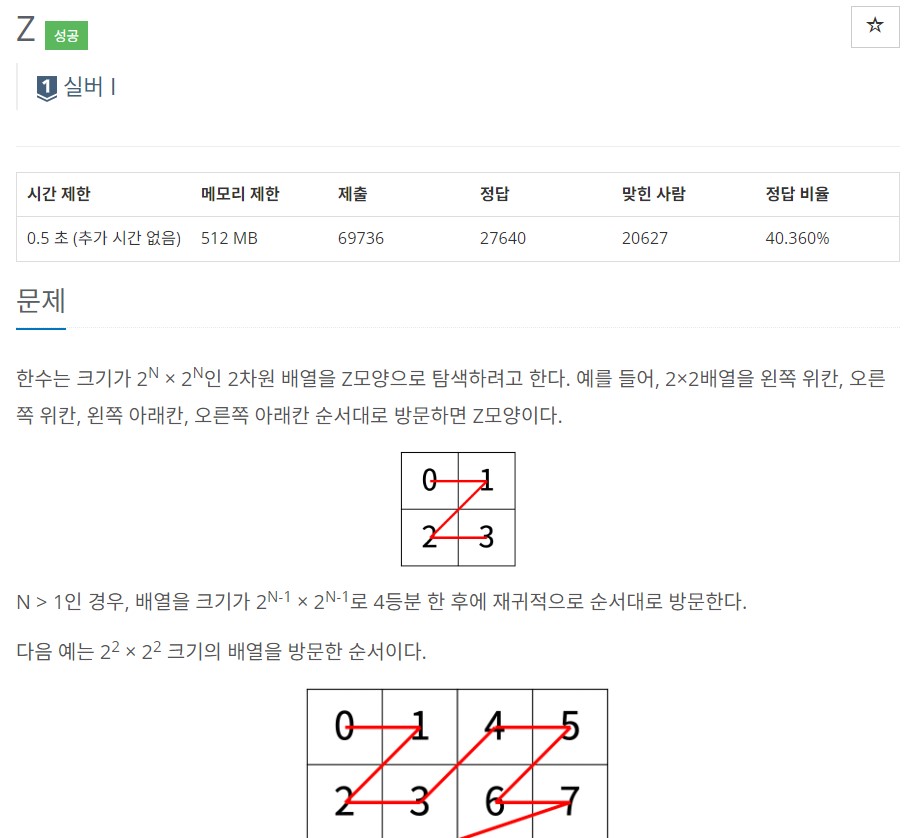 Z 성공
1 실버 I
시간 제한 메모리 제한 제출 정답 맞힌 사람 정답 비율
0.5 초 (추가 시간 없음) 512 MB 69736 27640 20627 40.360%
문제
한수는 크기가 2^N × 2^N인 2차원 배열을 Z모양으로 탐색하려고 한다. 예를 들어, 2×2배열을 왼쪽 위칸, 오른
쪽 위칸, 왼쪽 아래칸, 오른쪽 아래칸 순서대로 방문하면 Z모양이다.
0 1
2 3
N > 1인 경우, 배열을 크기가 2^N-1 × 2^N-1로 4등분 한 후에 재귀적으로 순서대로 방문한다.
다음 예는 2^2 × 2^2 크기의 배열을 방문한 순서이다.
0 1 4 5
2 3 6 7